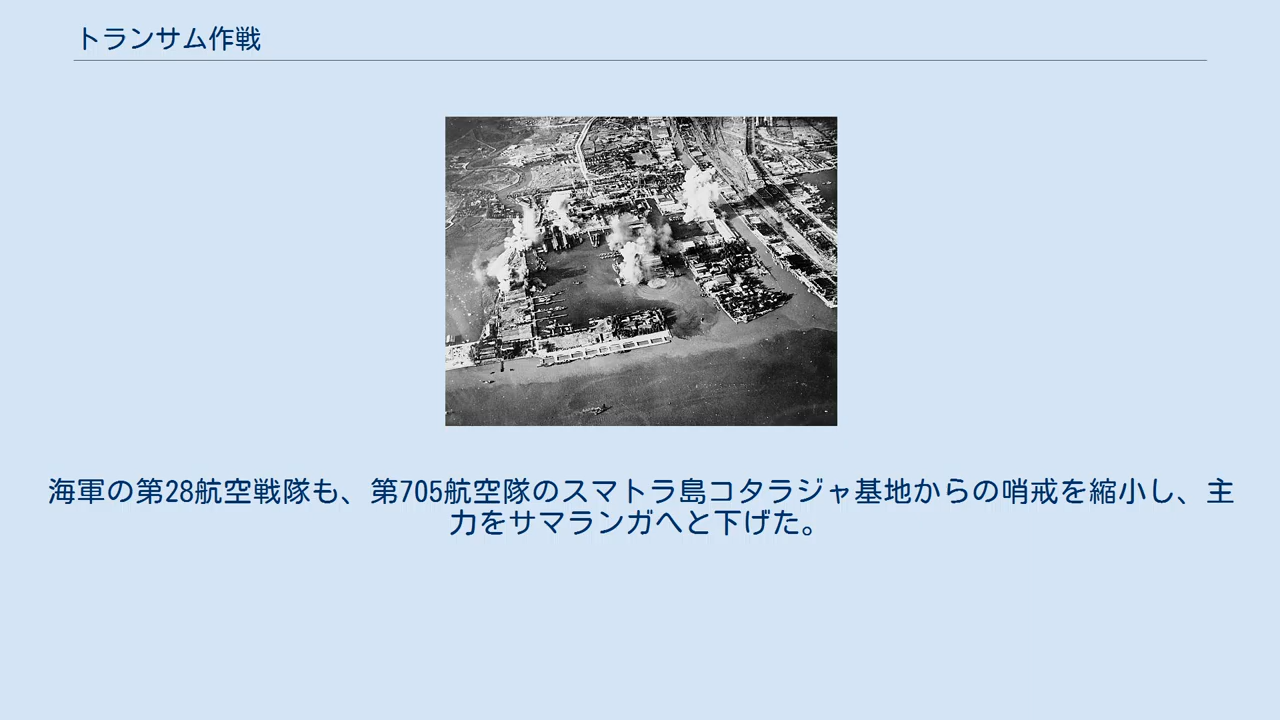 トランサム作戦
海軍の第28航空戦隊も、第705航空隊のスマトラ島コタラジャ基地からの哨戒を縮小し、主
力をサマランガへと下げた。